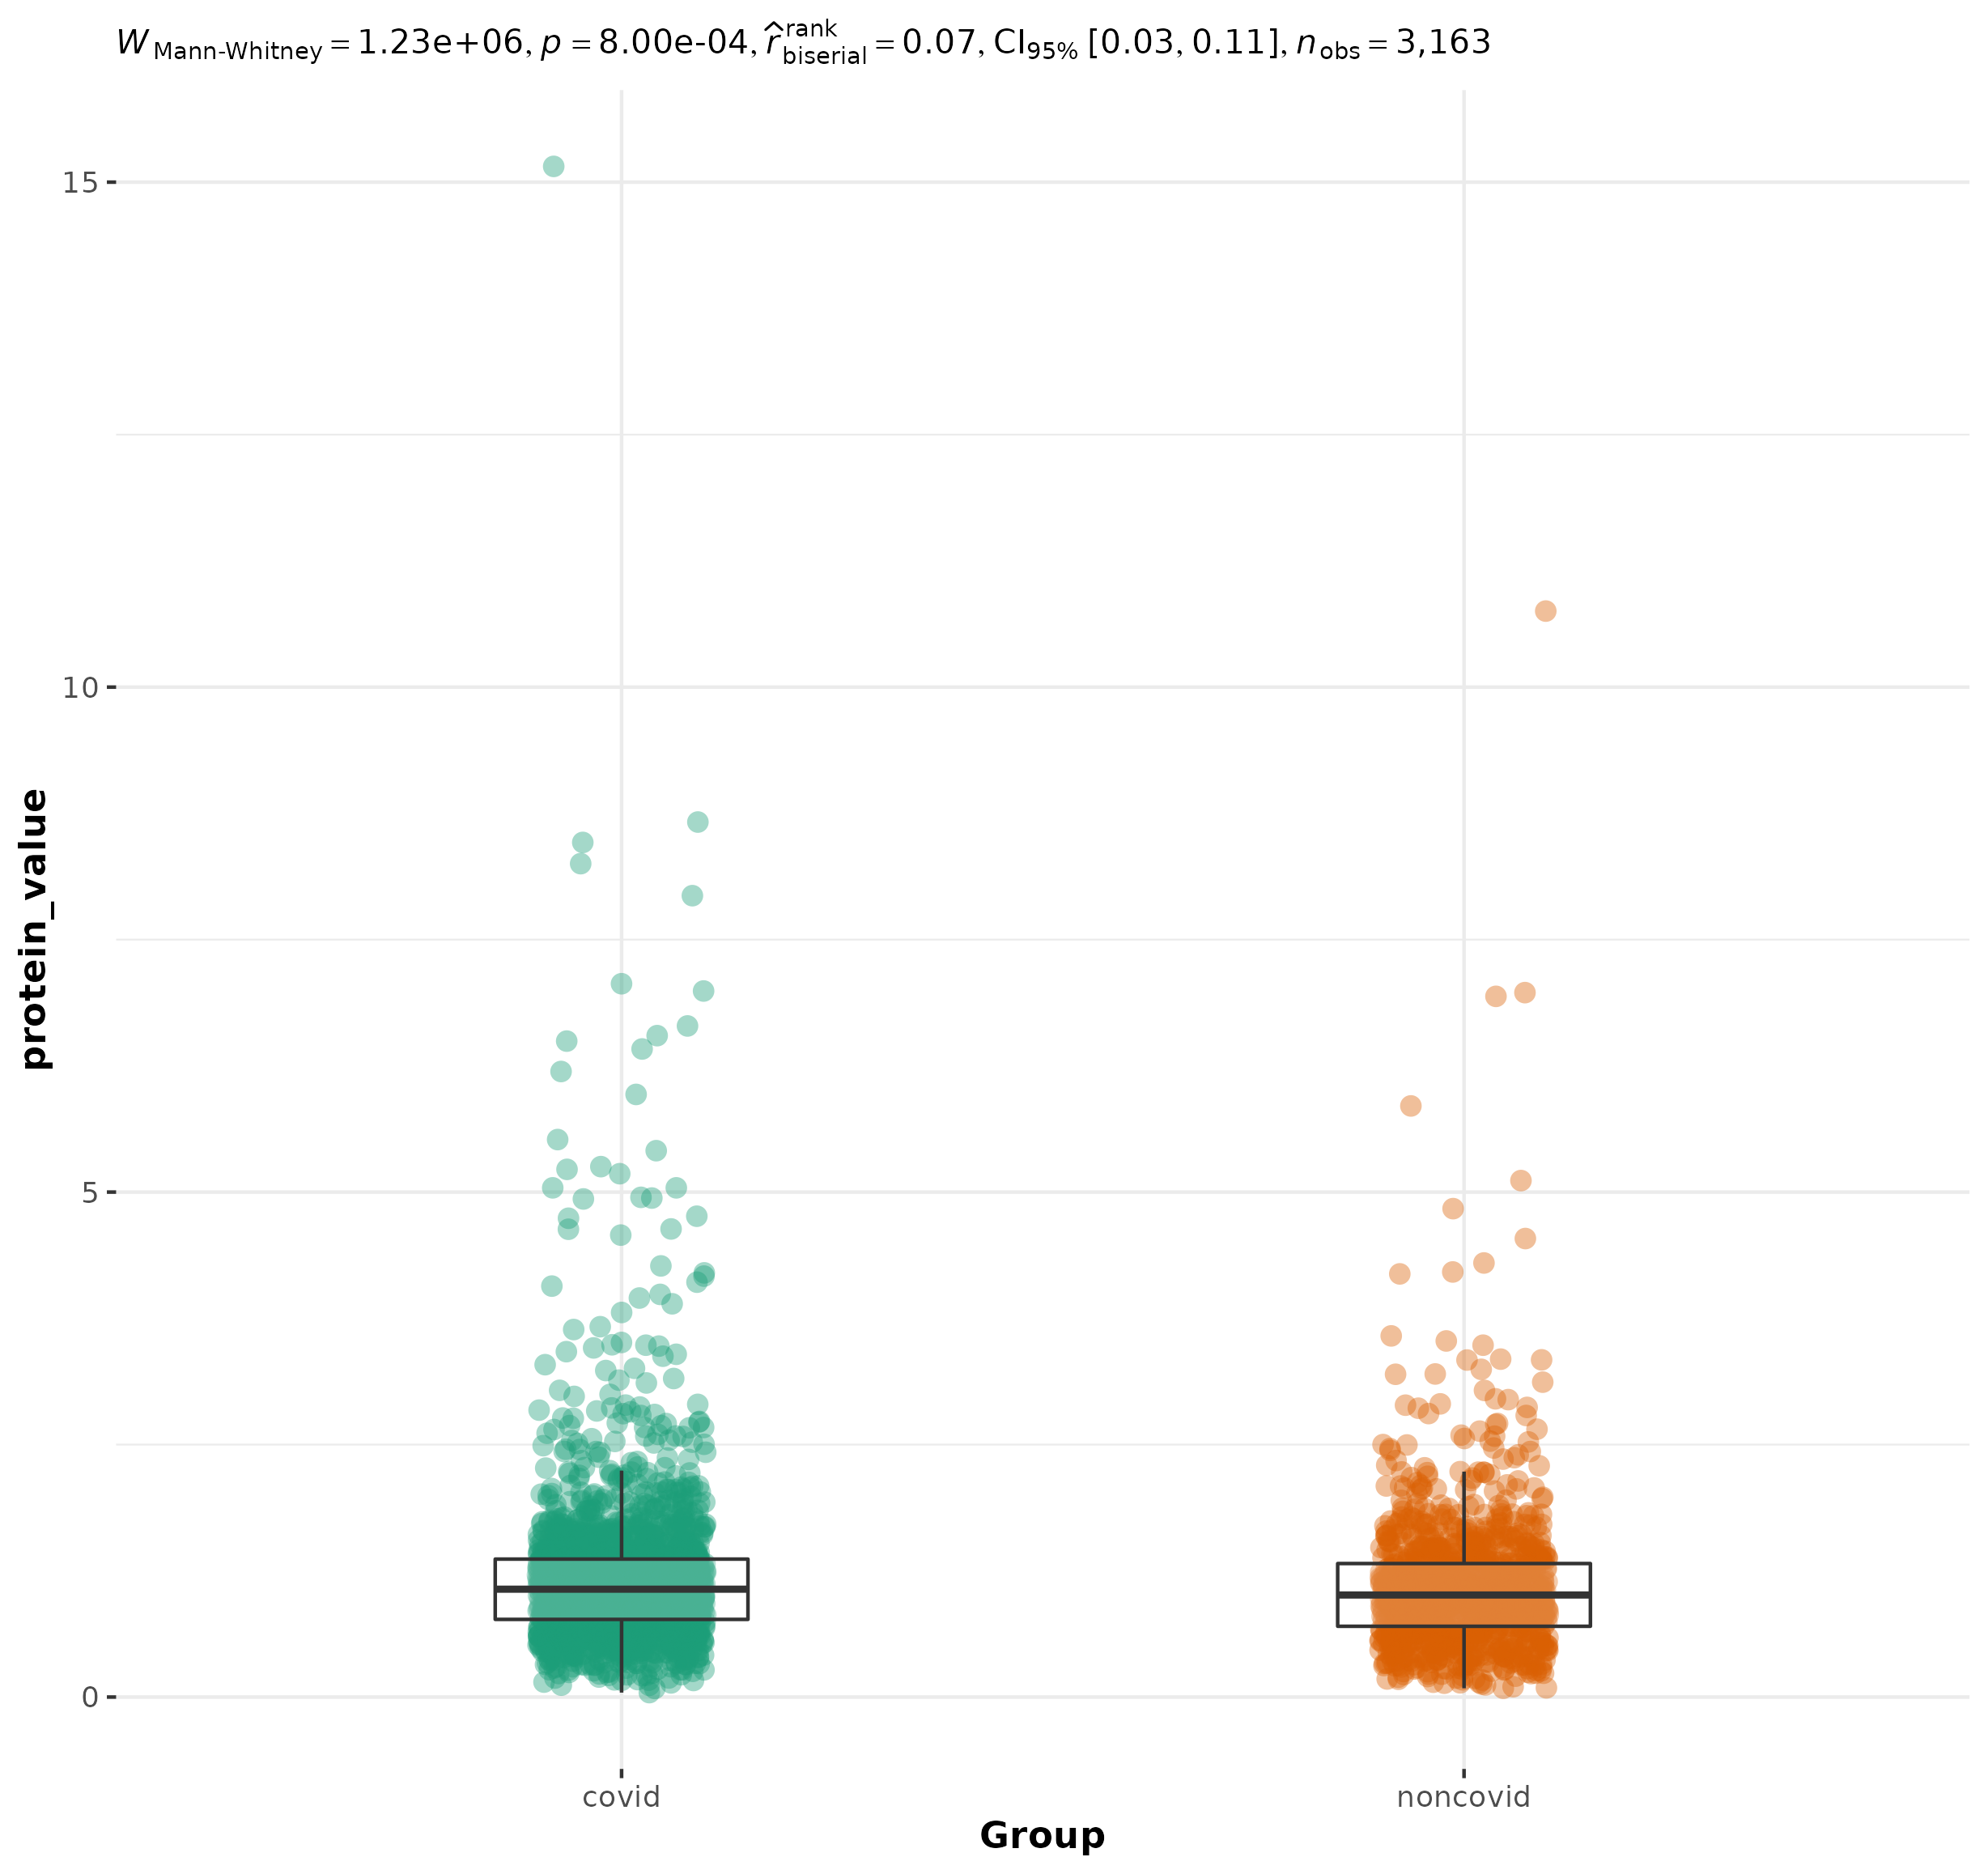 W Mann-Whitney = 1.23e+06, p = 8.00e-04, r̂ rank biserial = 0.07, CI95% [0.03, 0.11], nobs = 3,163
15
10
5
0
protein_value
covid noncovid
Group